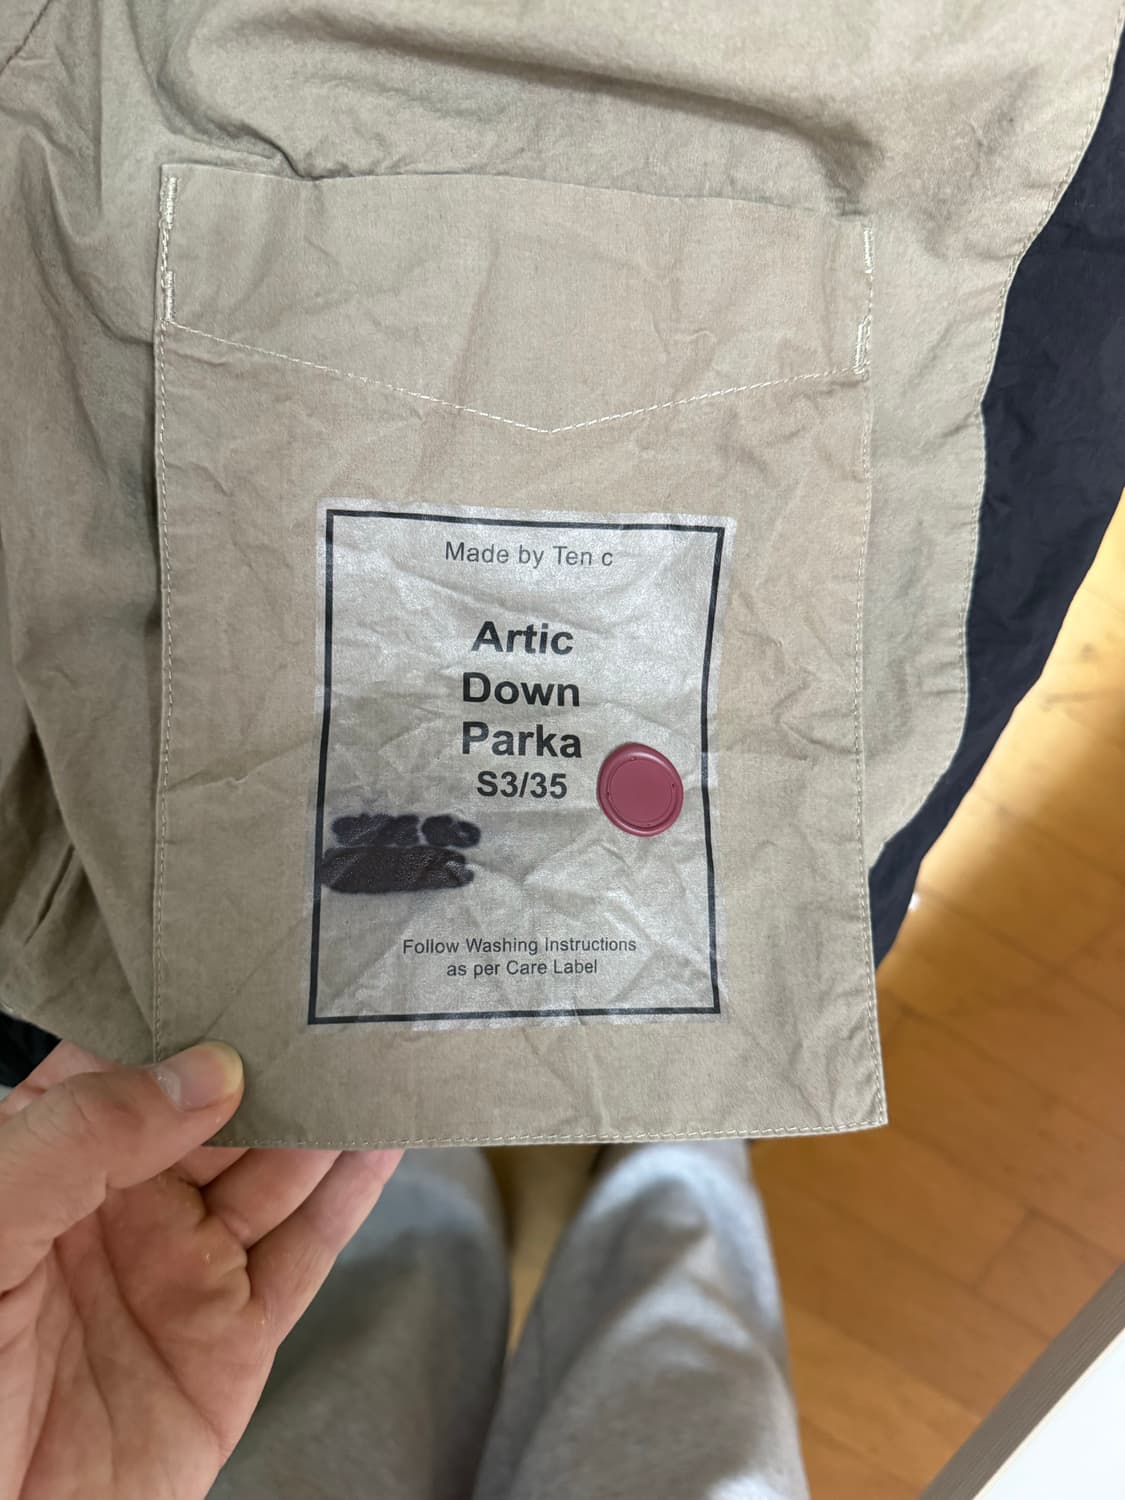 Made by Ten c
Artic
Down
Parka
S3/35
Follow Washing Instructions
as per Care Label